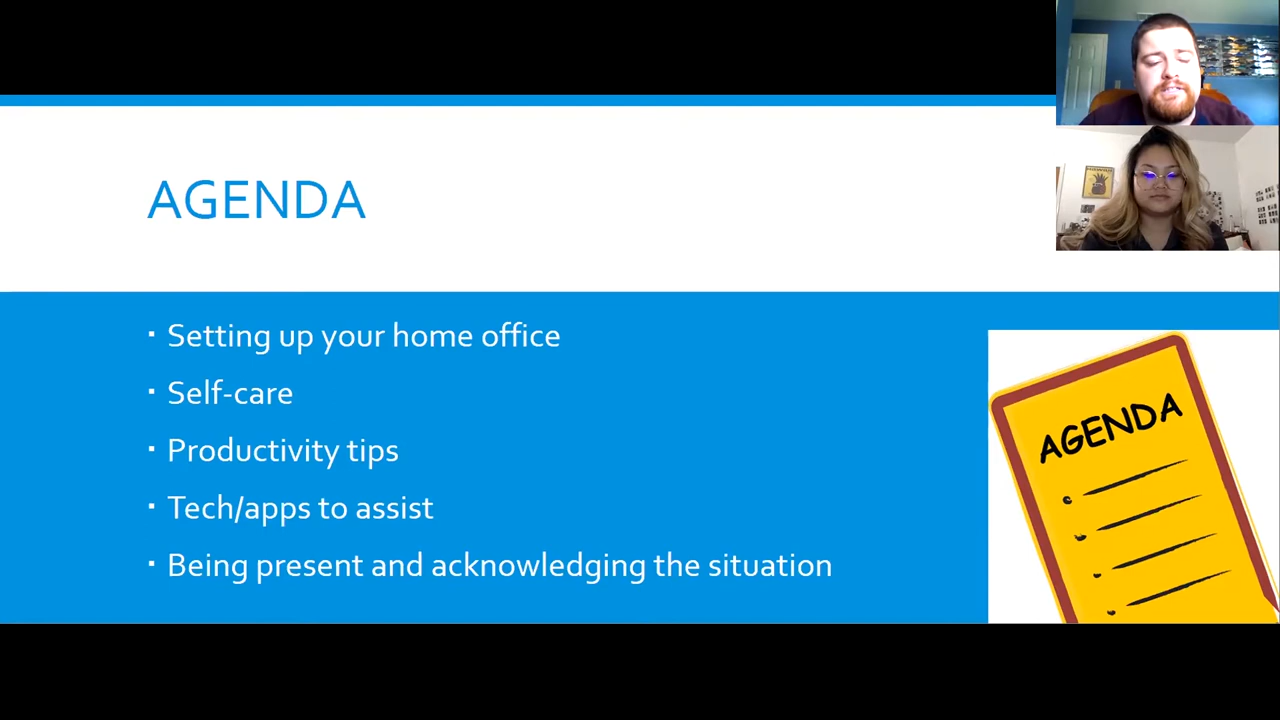 AGENDA
Setting up your home office
Self-care
Productivity tips
Tech/apps to assist
Being present and acknowledging the situation
AGENDA